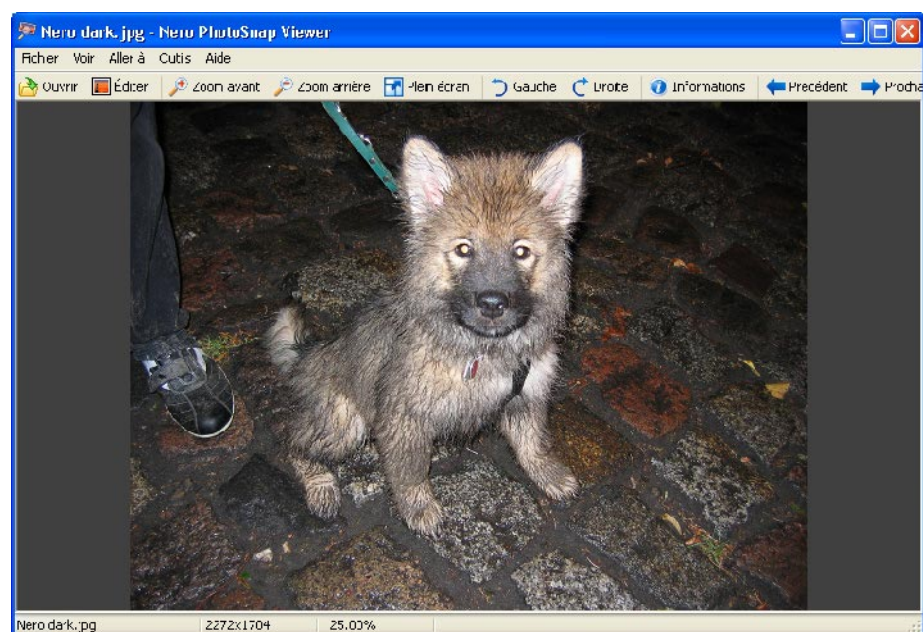 Nero dark.jpg - Nero PhotoSnap Viewer
Fichier Voir Aller à Outils Aide
Ouvrir Éditer Zoom avant Zoom arrière Plein écran Gauche Droite Informations Précédent Procha
Nero dark.jpg 2272x1704 25.00%